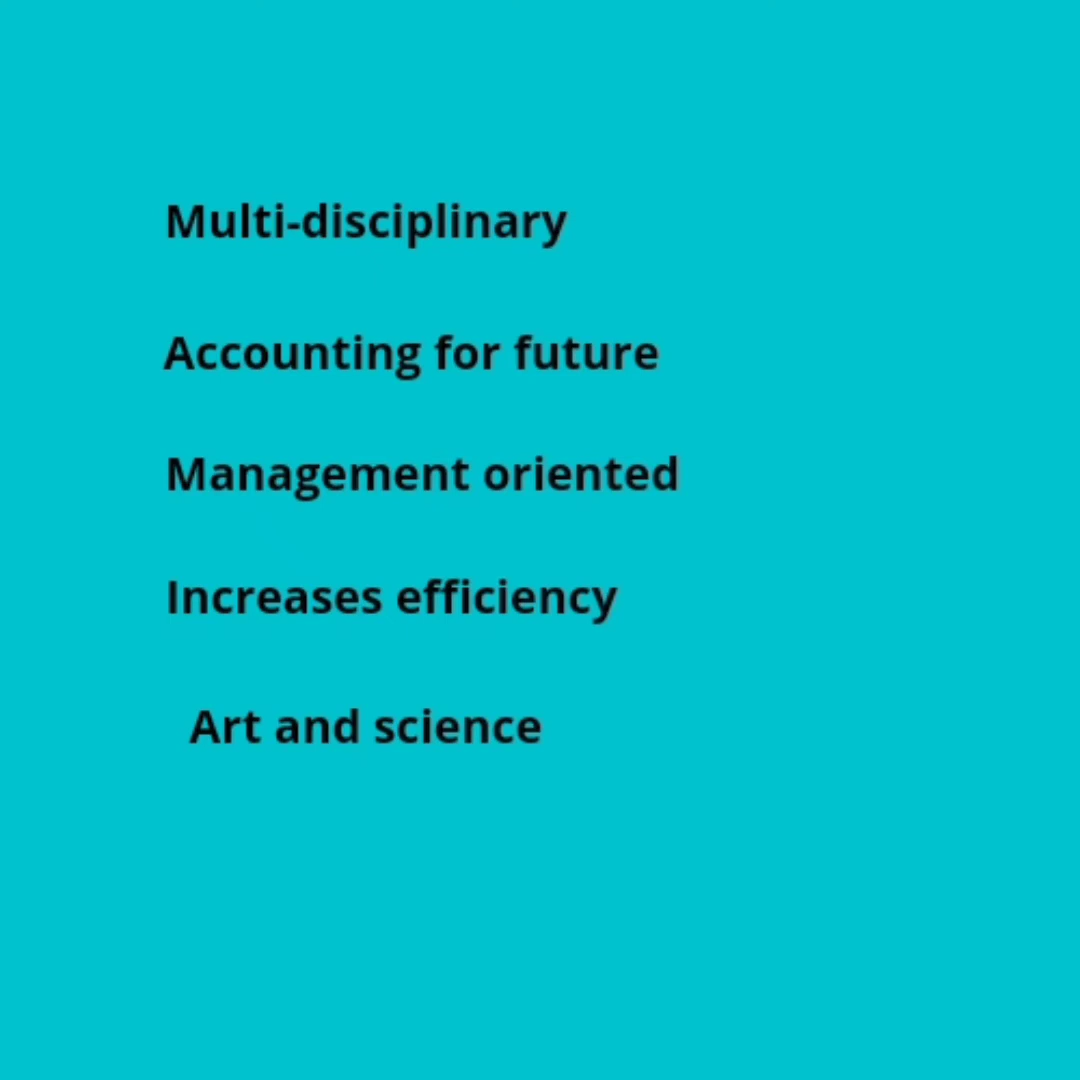 Multi-disciplinary
Accounting for future
Management oriented
Increases efficiency
Art and science